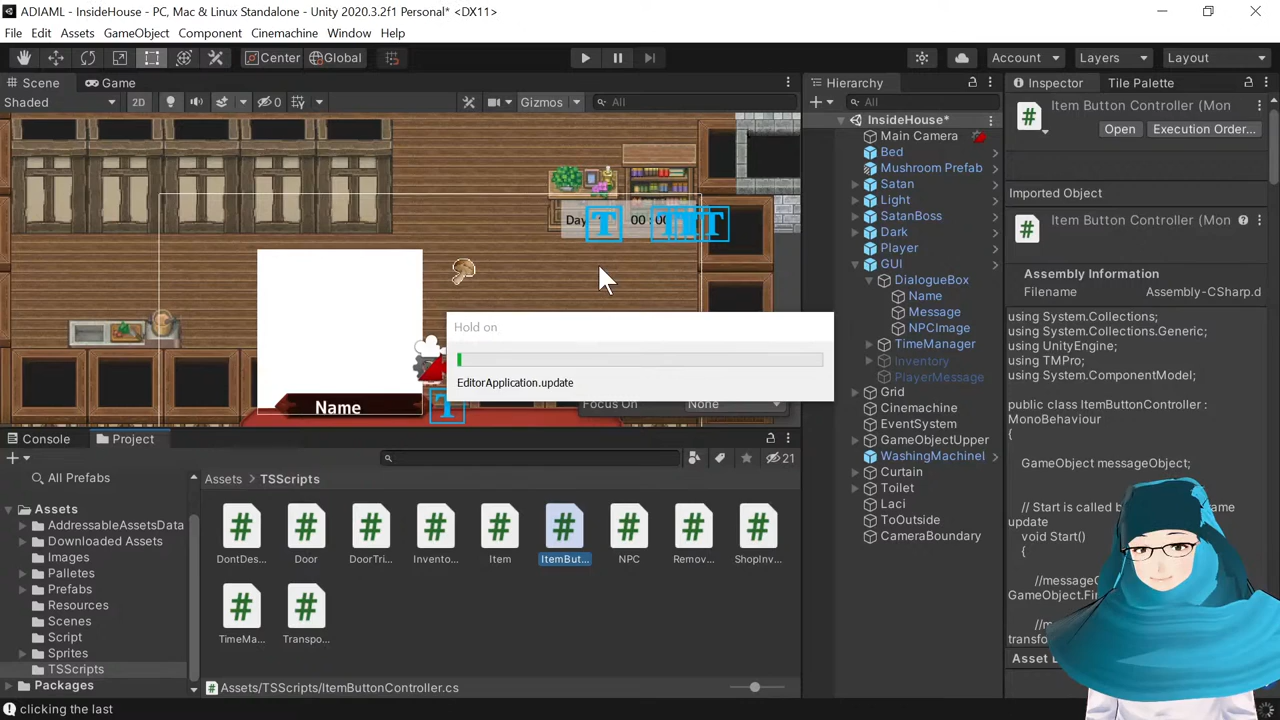 ADIAML - InsideHouse - PC, Mac & Linux Standalone - Unity 2020.3.2f1 Personal* <DX11>
File Edit Assets GameObject Component Cinemachine Window Help
Center Global Account Layers Layout
Scene Game
Shaded 2D 0 Gizmos All
Day 00 : 00
Name
Hold on
EditorApplication.update
Focus On None
Hierarchy
All
InsideHouse*
Main Camera
Bed
Mushroom Prefab
Satan
Light
SatanBoss
Dark
Player
GUI
DialogueBox
Name
Message
NPCImage
TimeManager
Inventory
PlayerMessage
Grid
Cinemachine
EventSystem
GameObjectUpper
WashingMachineI
Curtain
Toilet
Laci
ToOutside
CameraBoundary
Inspector Tile Palette
Item Button Controller (Mon
Open Execution Order...
Imported Object
Item Button Controller (Mon
Assembly Information
Filename Assembly-CSharp.d
using System.Collections;
using System.Collections.Generic;
using UnityEngine;
using TMPro;
using System.ComponentModel;
public class ItemButtonController :
MonoBehaviour
{
GameObject messageObject;
// Start is called
update
void Start()
{
transfo
Console Project
21
All Prefabs
Assets
AddressableAssetsData
Downloaded Assets
Images
Palletes
Prefabs
Resources
Scenes
Script
Sprites
TSScripts
Packages
Assets > TSScripts
DontDes... Door DoorTri... Invento... Item ItemBut... NPC Remov... ShopInv...
TimeMa... Transpo...
Assets/TSScripts/ItemButtonController.cs
clicking the last